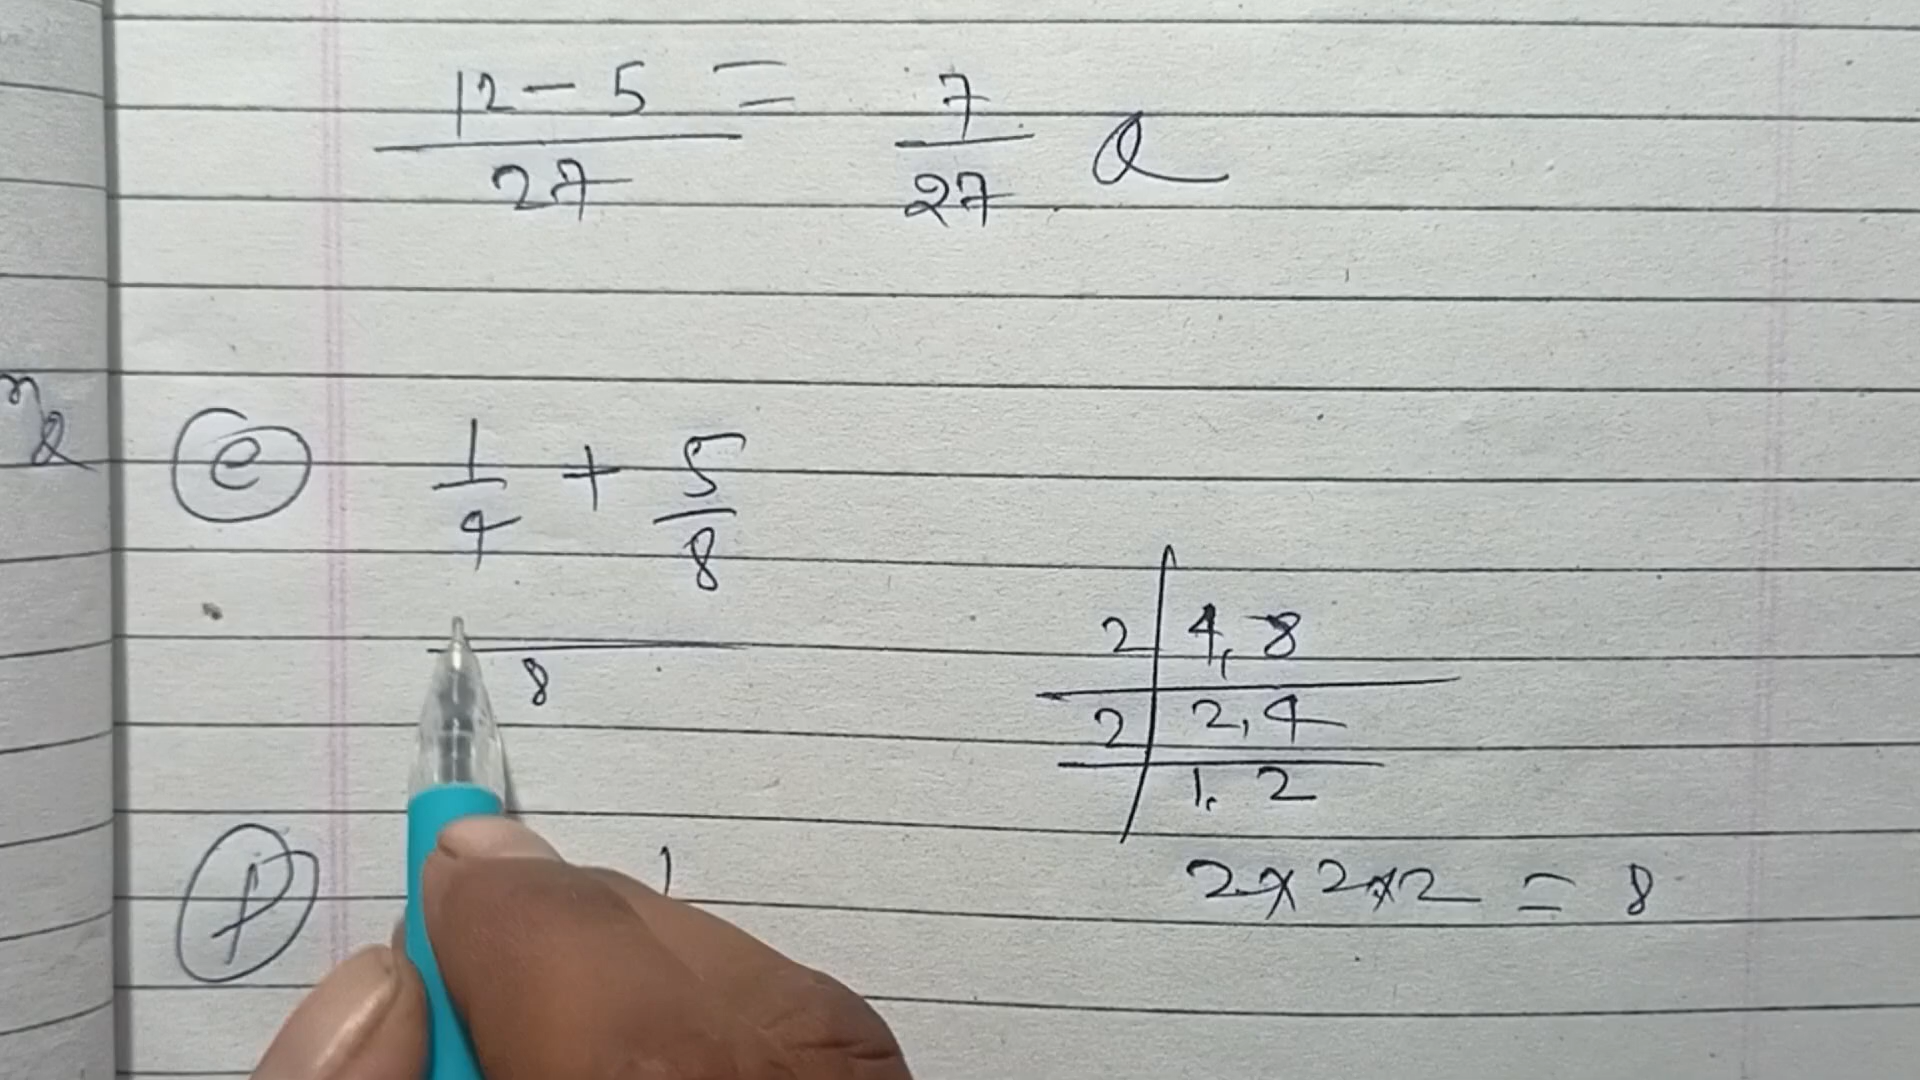 12 - 5 = 7
27 27
e 1/4 + 5/8
8
2 | 4, 8
2 | 2, 4
1, 2
f 1
2 × 2 × 2 = 8